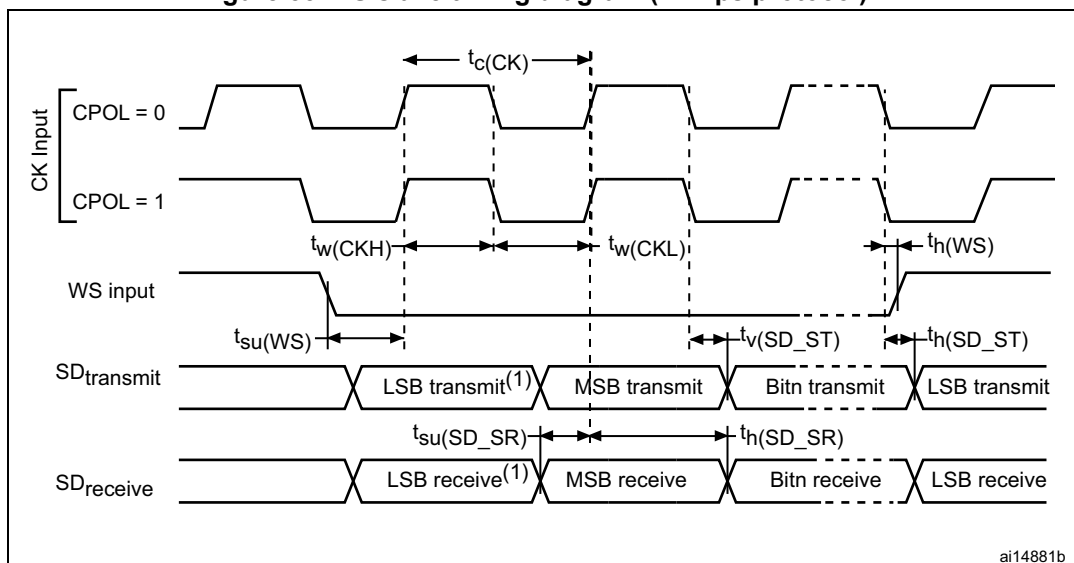 tc(CK)
CPOL = 0
CK Input
CPOL = 1
tw(CKH)
tw(CKL)
th(WS)
WS input
tsu(WS)
tv(SD_ST)
th(SD_ST)
SDtransmit
LSB transmit(1)
MSB transmit
Bitn transmit
LSB transmit
tsu(SD_SR)
th(SD_SR)
SDreceive
LSB receive(1)
MSB receive
Bitn receive
LSB receive
ai14881b